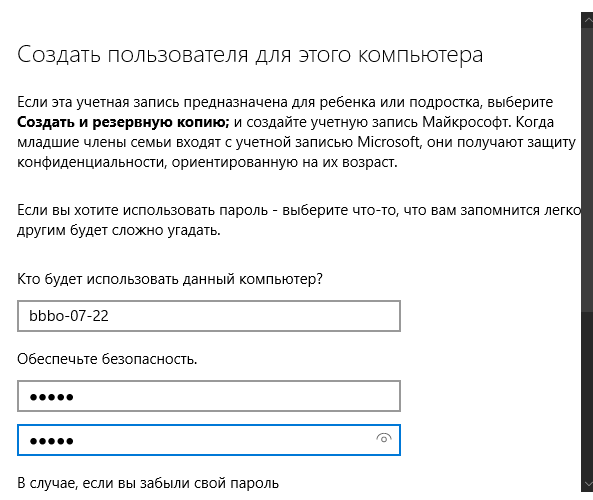 Создать пользователя для этого компьютера
Если эта учетная запись предназначена для ребенка или подростка, выберите
Создать и резервную копию; и создайте учетную запись Майкрософт. Когда
младшие члены семьи входят с учетной записью Microsoft, они получают защиту
конфиденциальности, ориентированную на их возраст.
Если вы хотите использовать пароль - выберите что-то, что вам запомнится легко
другим будет сложно угадать.
Кто будет использовать данный компьютер?
bbbo-07-22
Обеспечьте безопасность.
●●●●●
●●●●●
В случае, если вы забыли свой пароль